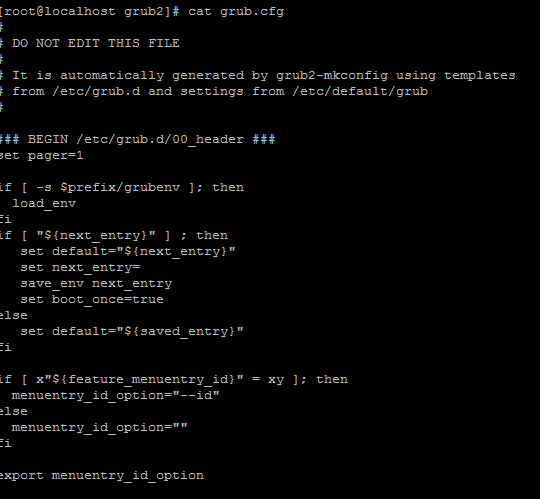 [root@localhost grub2]# cat grub.cfg
#
# DO NOT EDIT THIS FILE
#
# It is automatically generated by grub2-mkconfig using templates
# from /etc/grub.d and settings from /etc/default/grub
#

### BEGIN /etc/grub.d/00_header ###
set pager=1

if [ -s $prefix/grubenv ]; then
  load_env
fi
if [ "${next_entry}" ] ; then
   set default="${next_entry}"
   set next_entry=
   save_env next_entry
   set boot_once=true
else
   set default="${saved_entry}"
fi

if [ x"${feature_menuentry_id}" = xy ]; then
  menuentry_id_option="--id"
else
  menuentry_id_option=""
fi

export menuentry_id_option